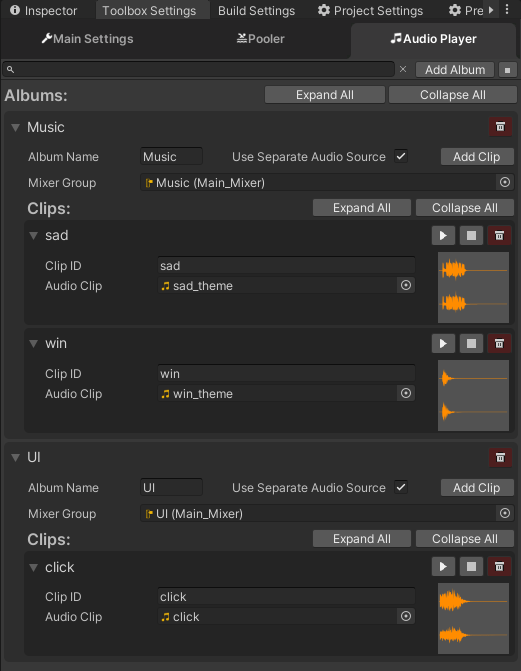 Inspector Toolbox Settings Build Settings Project Settings Pre
Main Settings Pooler Audio Player
Add Album
Albums: Expand All Collapse All
Music
Album Name Music Use Separate Audio Source Add Clip
Mixer Group Music (Main_Mixer)
Clips: Expand All Collapse All
sad
Clip ID sad
Audio Clip sad_theme
win
Clip ID win
Audio Clip win_theme
UI
Album Name UI Use Separate Audio Source Add Clip
Mixer Group UI (Main_Mixer)
Clips: Expand All Collapse All
click
Clip ID click
Audio Clip click